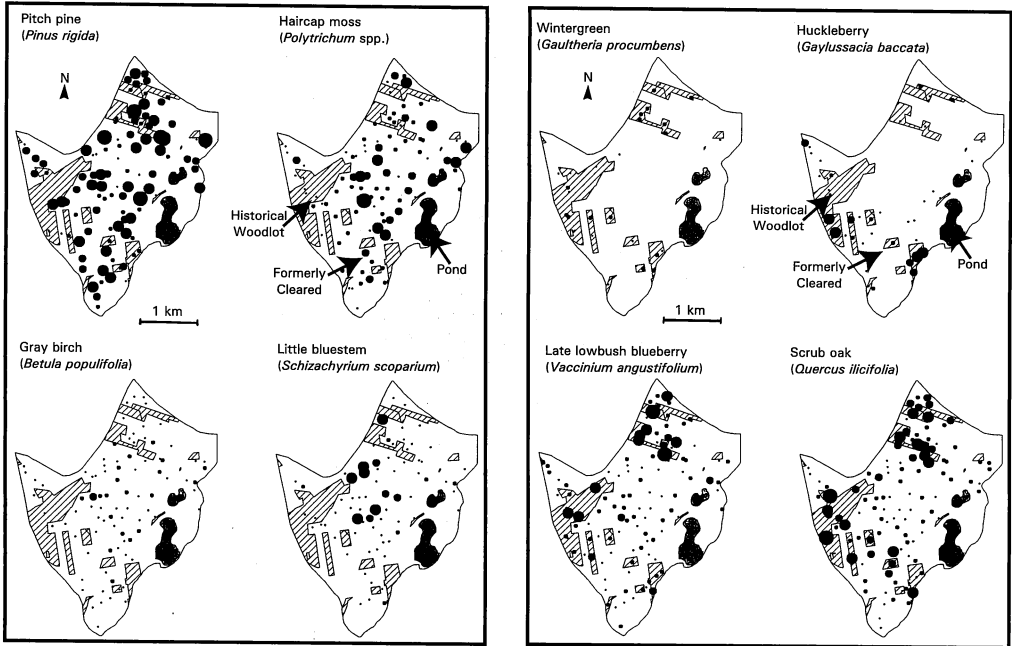 Pitch pine
(Pinus rigida)
N
Haircap moss
(Polytrichum spp.)
Historical
Woodlot
Formerly
Cleared
Pond
1 km
Gray birch
(Betula populifolia)
Little bluestem
(Schizachyrium scoparium)
Wintergreen
(Gaultheria procumbens)
N
Huckleberry
(Gaylussacia baccata)
Historical
Woodlot
Formerly
Cleared
Pond
1 km
Late lowbush blueberry
(Vaccinium angustifolium)
Scrub oak
(Quercus ilicifolia)